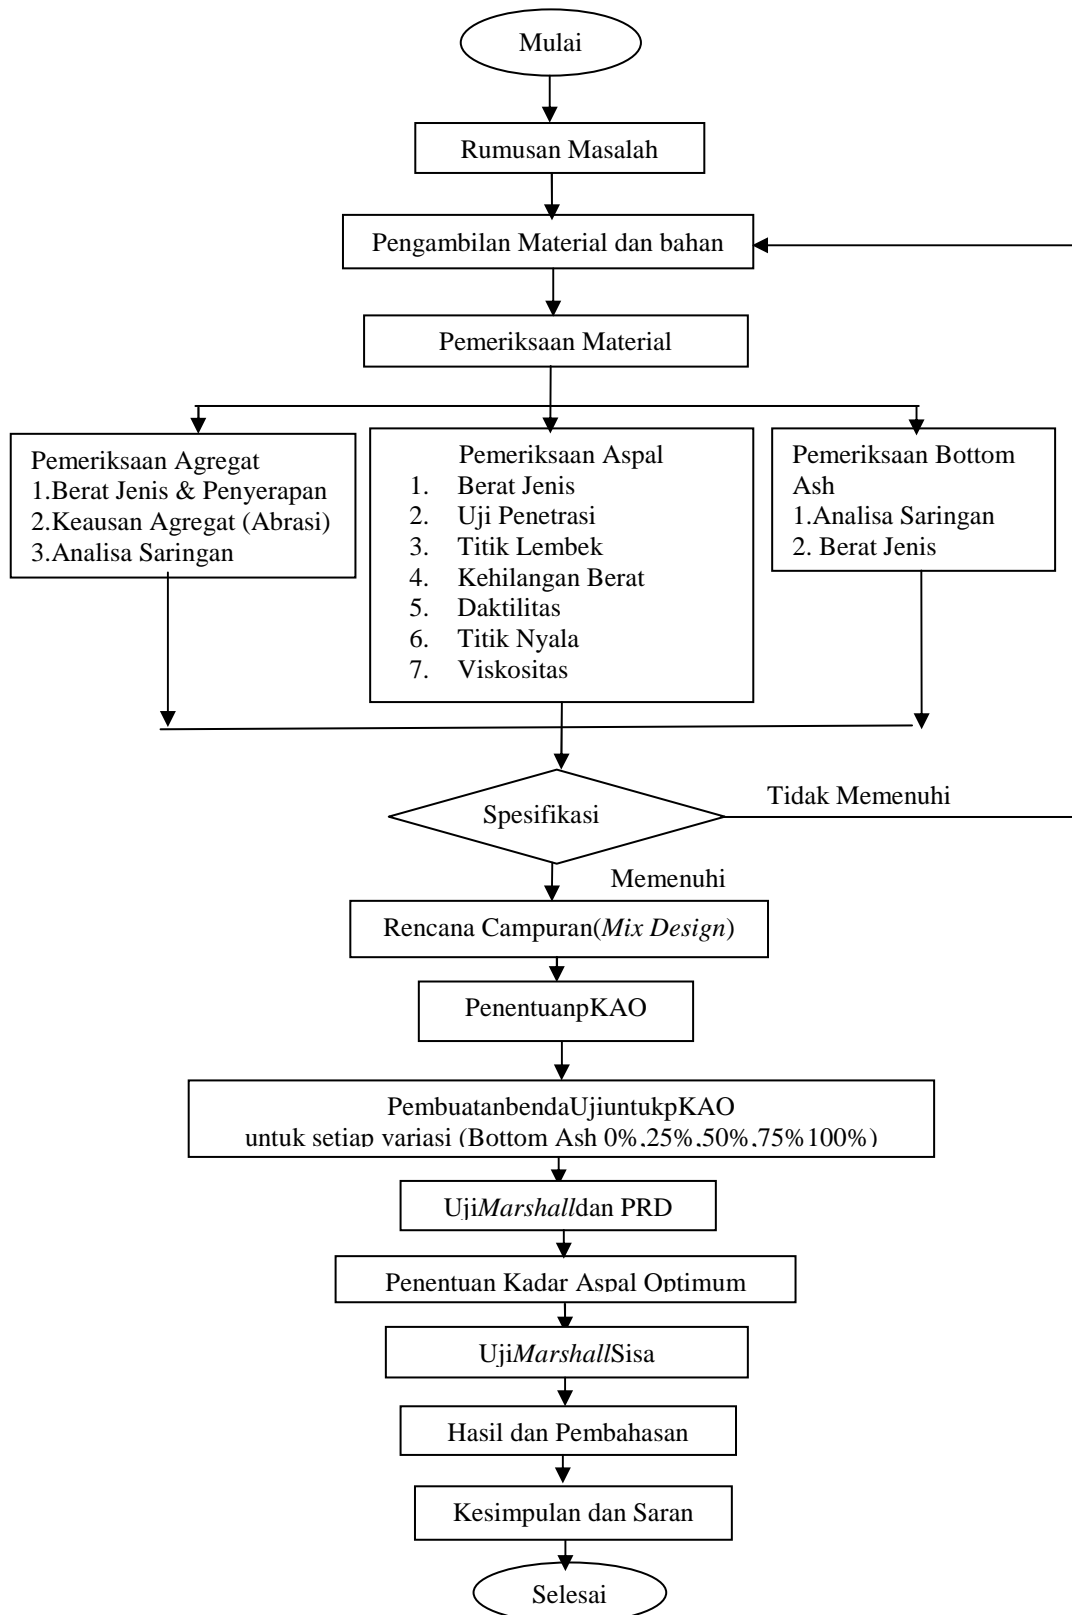 Mulai
Rumusan Masalah
Pengambilan Material dan bahan
Pemeriksaan Material
Pemeriksaan Agregat
1.Berat Jenis & Penyerapan
2.Keausan Agregat (Abrasi)
3.Analisa Saringan
Pemeriksaan Aspal
1. Berat Jenis
2. Uji Penetrasi
3. Titik Lembek
4. Kehilangan Berat
5. Daktilitas
6. Titik Nyala
7. Viskositas
Pemeriksaan Bottom
Ash
1.Analisa Saringan
2. Berat Jenis
Spesifikasi
Tidak Memenuhi
Memenuhi
Rencana Campuran(Mix Design)
PenentuanpKAO
PembuatanbendaUjiuntukpKAO
untuk setiap variasi (Bottom Ash 0%,25%,50%,75%100%)
UjiMarshalldan PRD
Penentuan Kadar Aspal Optimum
UjiMarshallSisa
Hasil dan Pembahasan
Kesimpulan dan Saran
Selesai